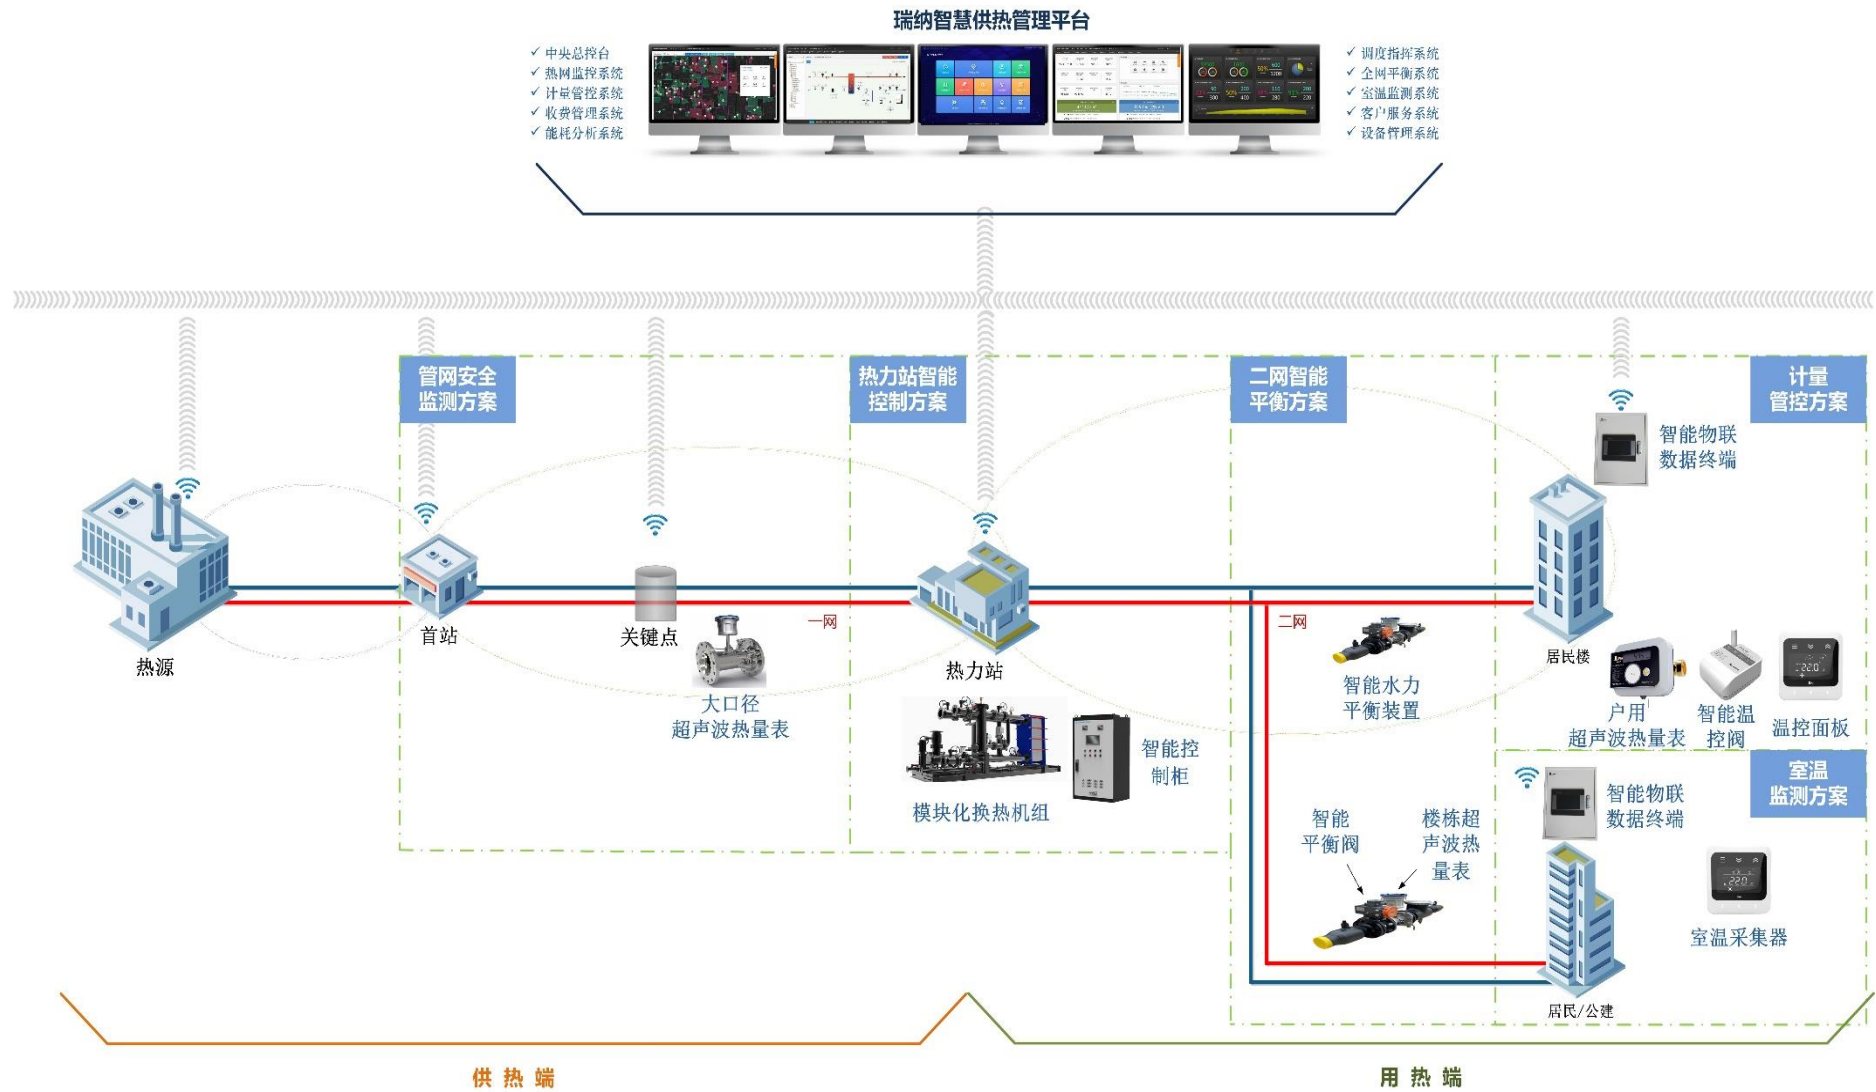 瑞纳智慧供热管理平台
✓ 中央总控台
✓ 热网监控系统
✓ 计量管控系统
✓ 收费管理系统
✓ 能耗分析系统
✓ 调度指挥系统
✓ 全网平衡系统
✓ 室温监测系统
✓ 客户服务系统
✓ 设备管理系统
管网安全
监测方案
热力站智能
控制方案
二网智能
平衡方案
计量
管控方案
智能物联
数据终端
热源
首站
关键点
一网
热力站
二网
居民楼
大口径
超声波热量表
模块化换热机组
智能控
制柜
智能水力
平衡装置
户用
超声波热量表
智能温
控阀
温控面板
室温
监测方案
智能物联
数据终端
智能
平衡阀
楼栋超
声波热
量表
室温采集器
居民/公建
供热端
用热端